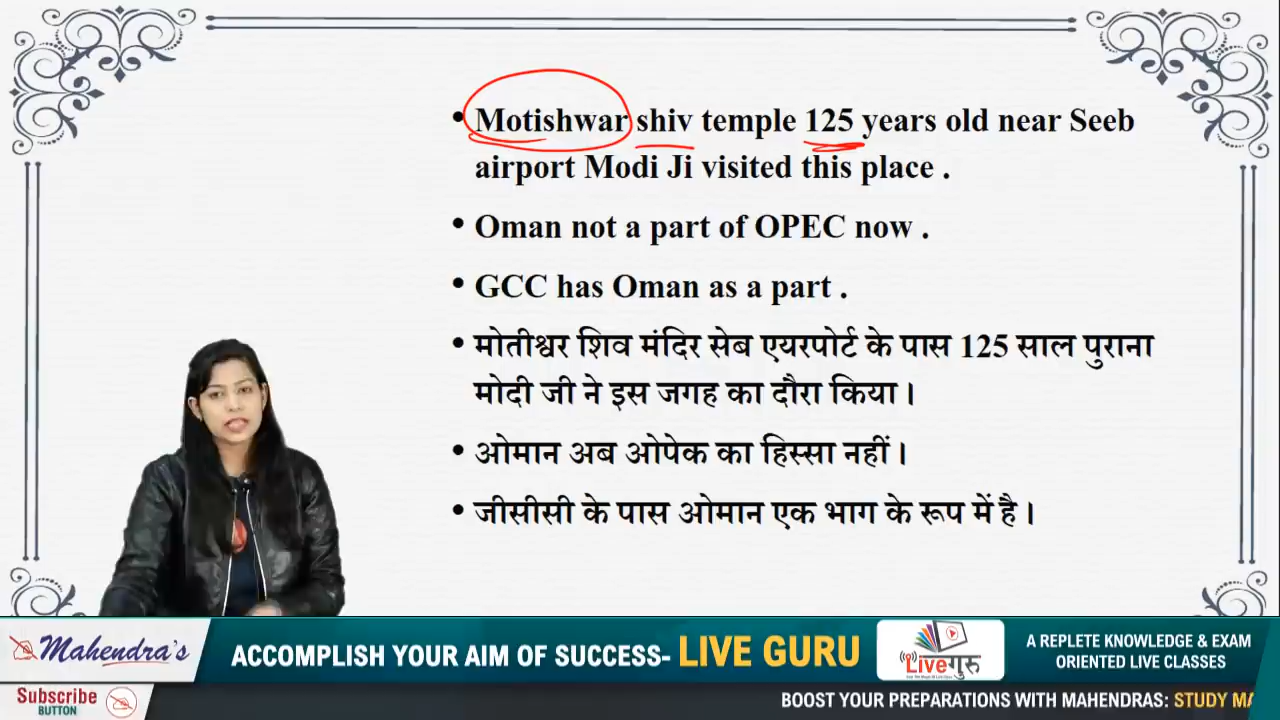 • Motishwar shiv temple 125 years old near Seeb
airport Modi Ji visited this place .
• Oman not a part of OPEC now .
• GCC has Oman as a part .
• मोतीश्वर शिव मंदिर सेब एयरपोर्ट के पास 125 साल पुराना
मोदी जी ने इस जगह का दौरा किया।
• ओमान अब ओपेक का हिस्सा नहीं।
• जीसीसी के पास ओमान एक भाग के रूप में है।
Mahendra's
ACCOMPLISH YOUR AIM OF SUCCESS- LIVE GURU
Live गुरु
A REPLETE KNOWLEDGE & EXAM
ORIENTED LIVE CLASSES
Subscribe
BUTTON
BOOST YOUR PREPARATIONS WITH MAHENDRAS: STUDY MA